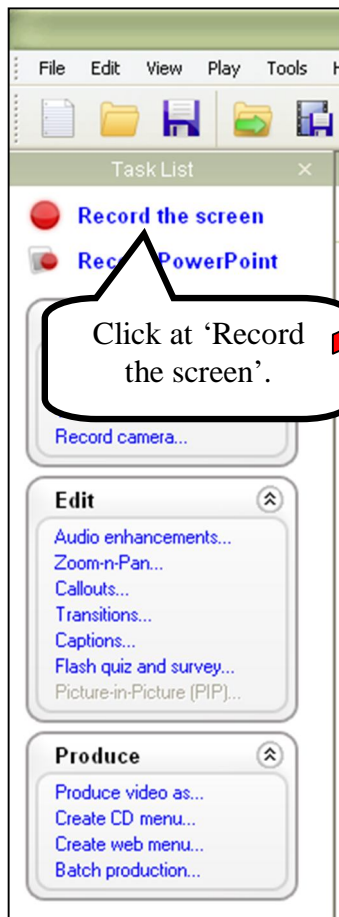 File Edit View Play Tools H
Task List
Record the screen
PowerPoint
Click at ‘Record
the screen’.
Record camera...
Edit
Audio enhancements...
Zoom-n-Pan...
Callouts...
Transitions...
Captions...
Flash quiz and survey...
Picture-in-Picture (PIP)...
Produce
Produce video as...
Create CD menu...
Create web menu...
Batch production...